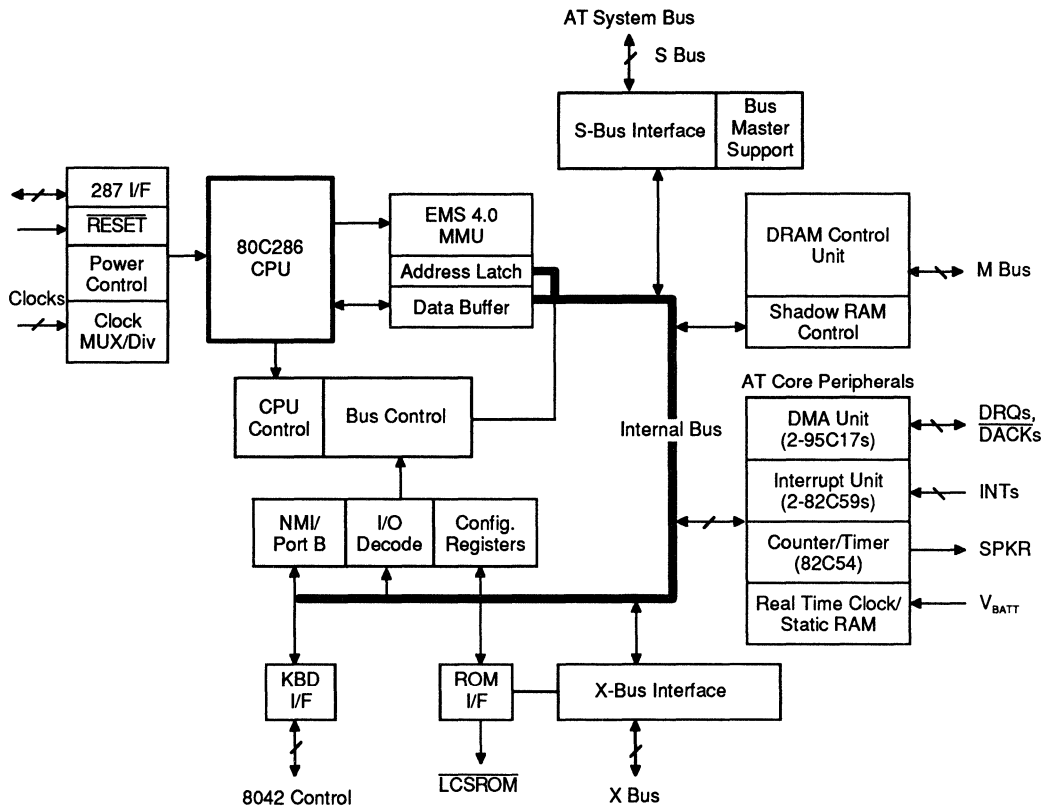 AT System Bus
S Bus
S-Bus Interface
Bus
Master
Support
287 I/F
RESET
Power
Control
Clock
MUX/Div
Clocks
80C286
CPU
EMS 4.0
MMU
Address Latch
Data Buffer
DRAM Control
Unit
Shadow RAM
Control
M Bus
CPU
Control
Bus Control
Internal Bus
AT Core Peripherals
DMA Unit
(2-95C17s)
DRQs,
DACKs
Interrupt Unit
(2-82C59s)
INTs
Counter/Timer
(82C54)
SPKR
Real Time Clock/
Static RAM
VBATT
NMI/
Port B
I/O
Decode
Config.
Registers
KBD
I/F
ROM
I/F
X-Bus Interface
8042 Control
LCSROM
X Bus